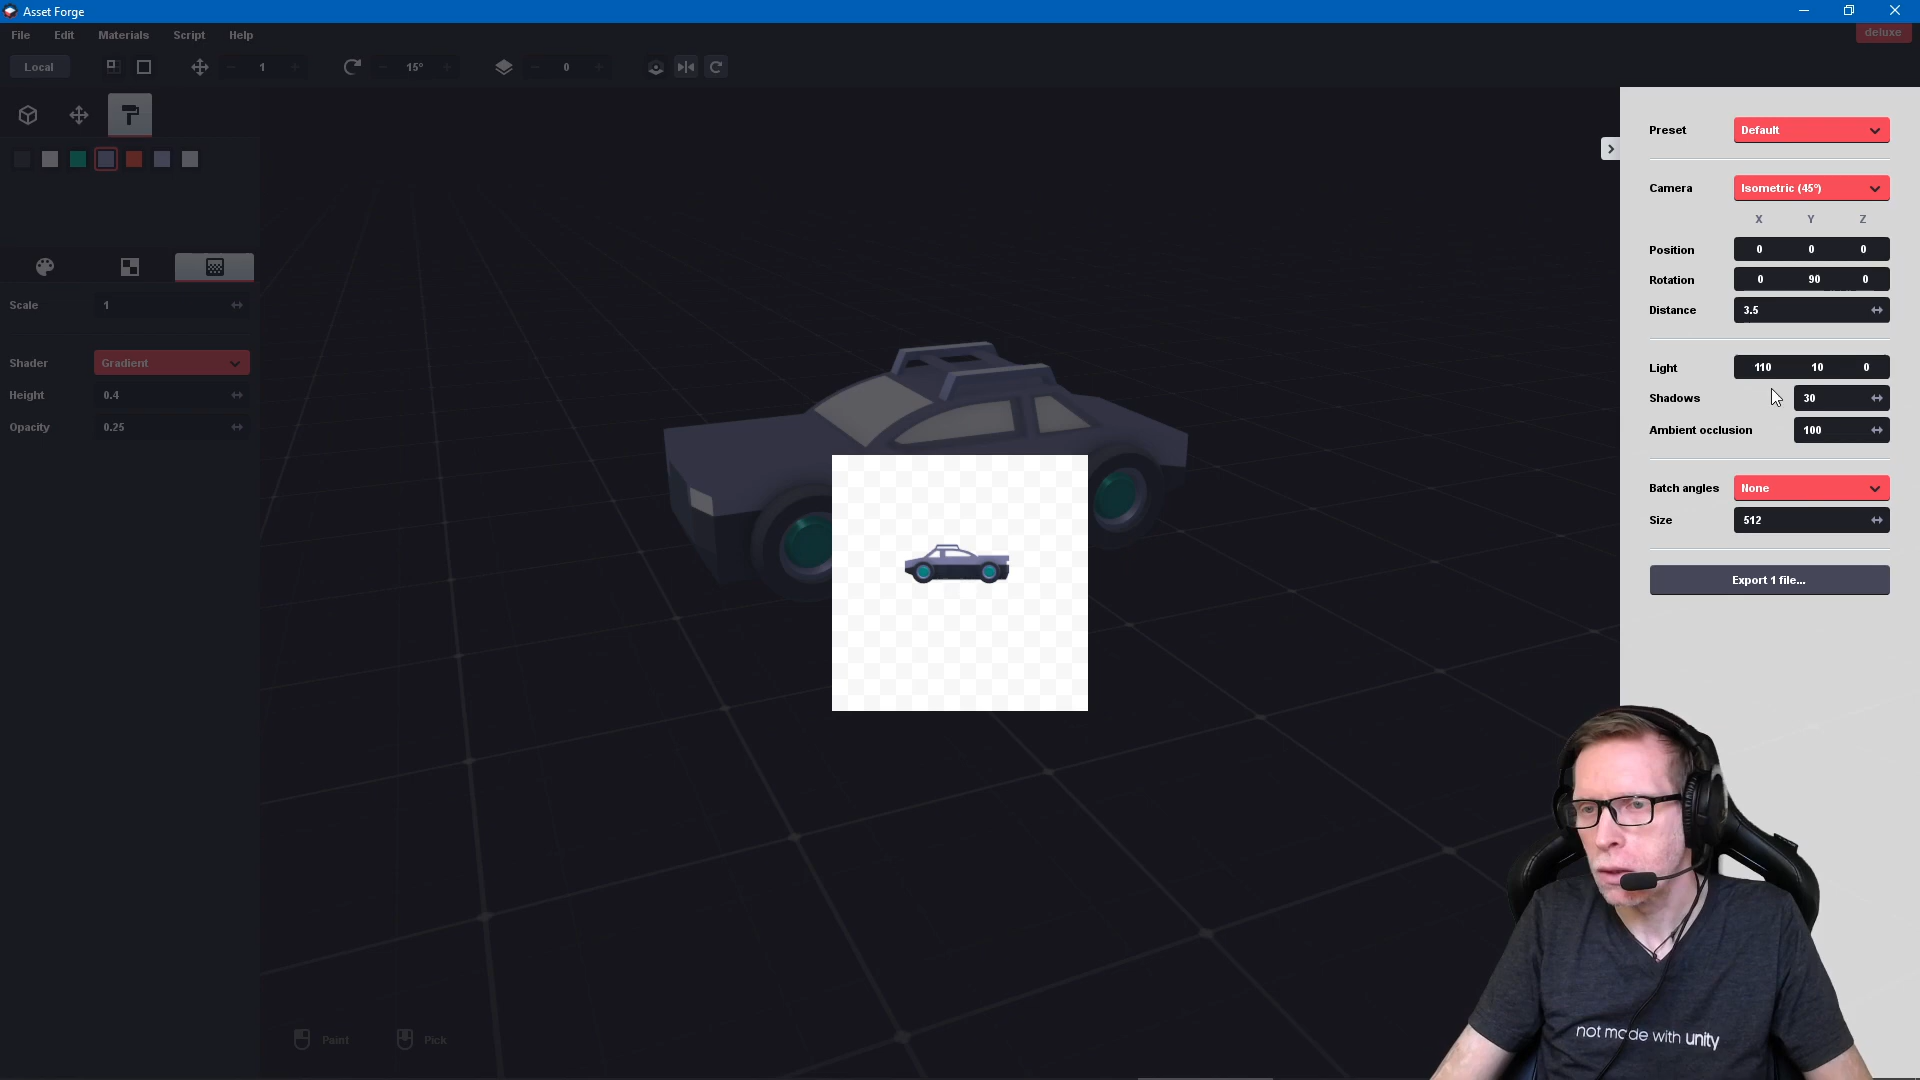 Asset Forge
File Edit Materials Script Help
deluxe
Local 1 15° 0
Scale 1
Shader Gradient
Height 0.4
Opacity 0.25
Paint Pick
Preset Default
Camera Isometric (45°)
X Y Z
Position 0 0 0
Rotation 0 90 0
Distance 3.5
Light 110 10 0
Shadows 30
Ambient occlusion 100
Batch angles None
Size 512
Export 1 file...
not made with unity